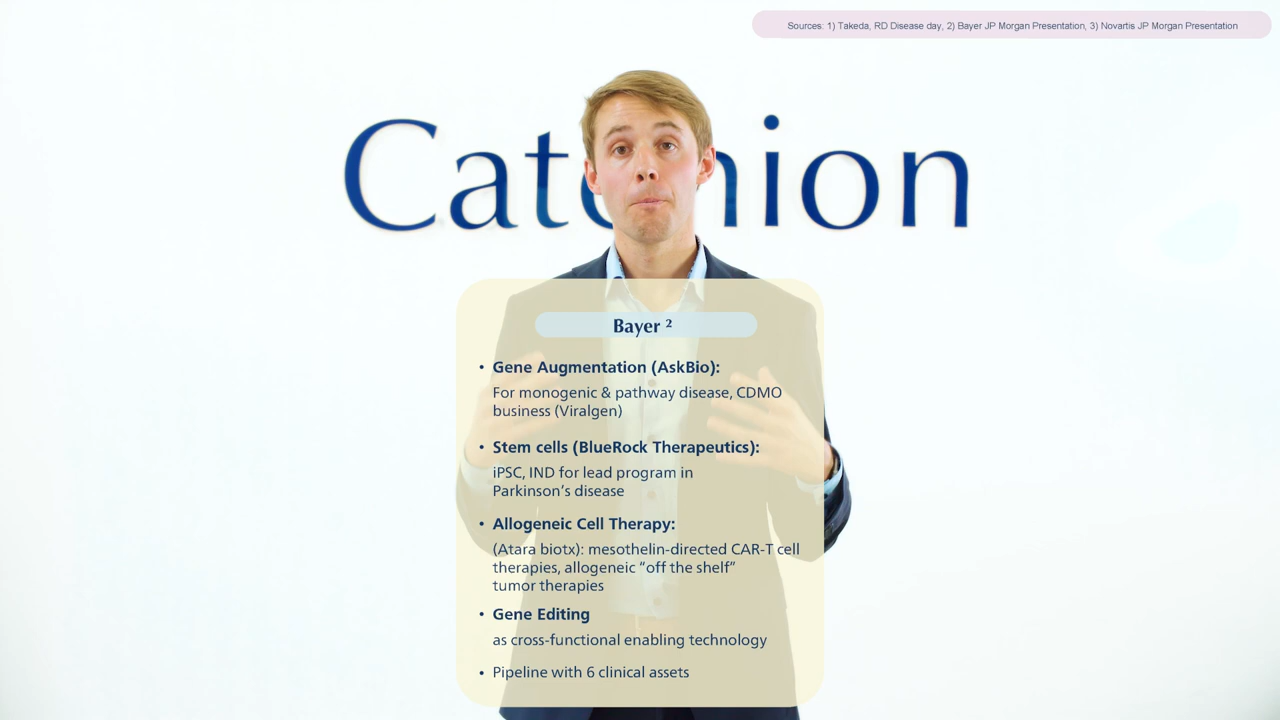 Sources: 1) Takeda, RD Disease day, 2) Bayer JP Morgan Presentation, 3) Novartis JP Morgan Presentation
Cat nion
Bayer ²
• Gene Augmentation (AskBio):
For monogenic & pathway disease, CDMO
business (Viralgen)
• Stem cells (BlueRock Therapeutics):
iPSC, IND for lead program in
Parkinson's disease
• Allogeneic Cell Therapy:
(Atara biotx): mesothelin-directed CAR-T cell
therapies, allogeneic “off the shelf”
tumor therapies
• Gene Editing
as cross-functional enabling technology
• Pipeline with 6 clinical assets